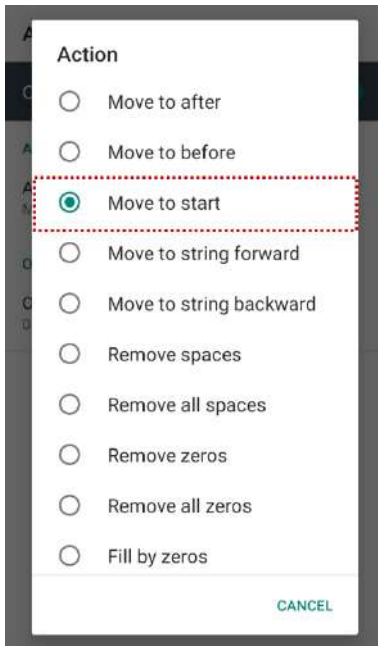 Action
Move to after
Move to before
Move to start
Move to string forward
Move to string backward
Remove spaces
Remove all spaces
Remove zeros
Remove all zeros
Fill by zeros
CANCEL